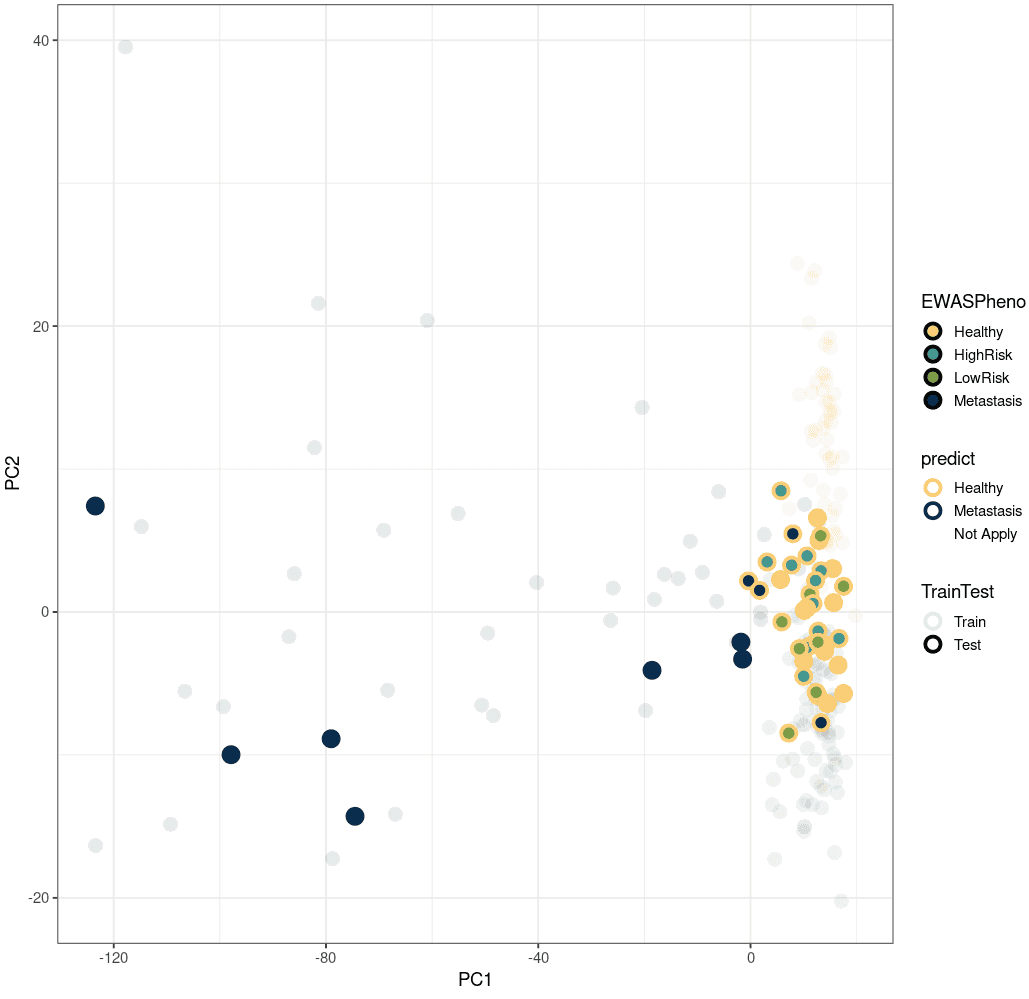 40
20
0
-20
PC2
-120
-80
-40
0
PC1
EWASPheno
Healthy
HighRisk
LowRisk
Metastasis
predict
Healthy
Metastasis
Not Apply
TrainTest
Train
Test